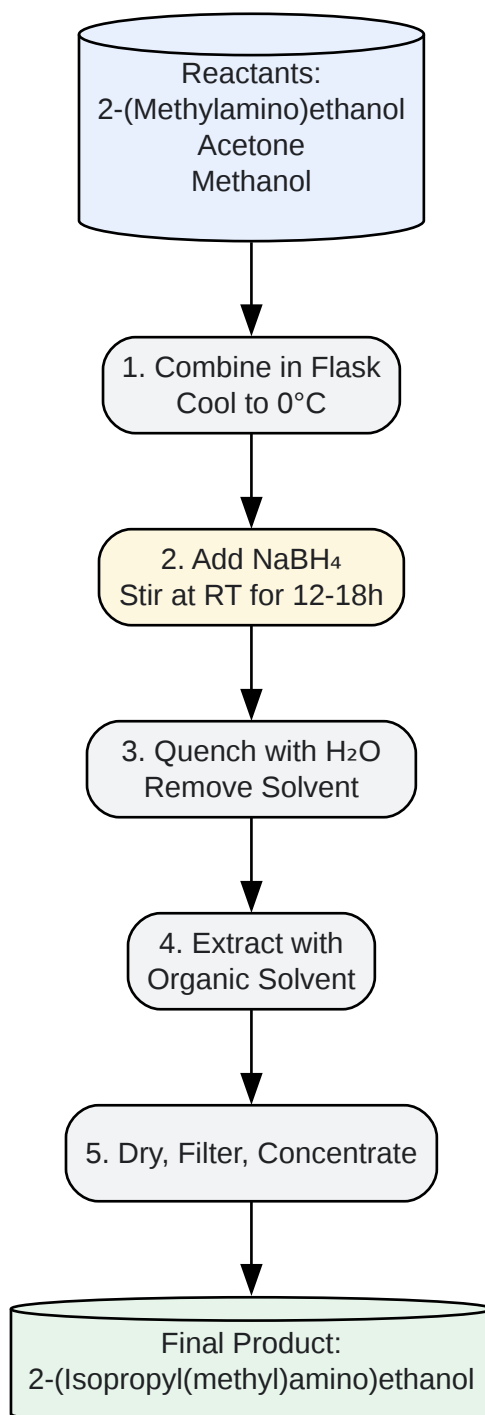 Reactants:
2-(Methylamino)ethanol
Acetone
Methanol
1. Combine in Flask
Cool to 0°C
2. Add NaBH₄
Stir at RT for 12-18h
3. Quench with H₂O
Remove Solvent
4. Extract with
Organic Solvent
5. Dry, Filter, Concentrate
Final Product:
2-(Isopropyl(methyl)amino)ethanol